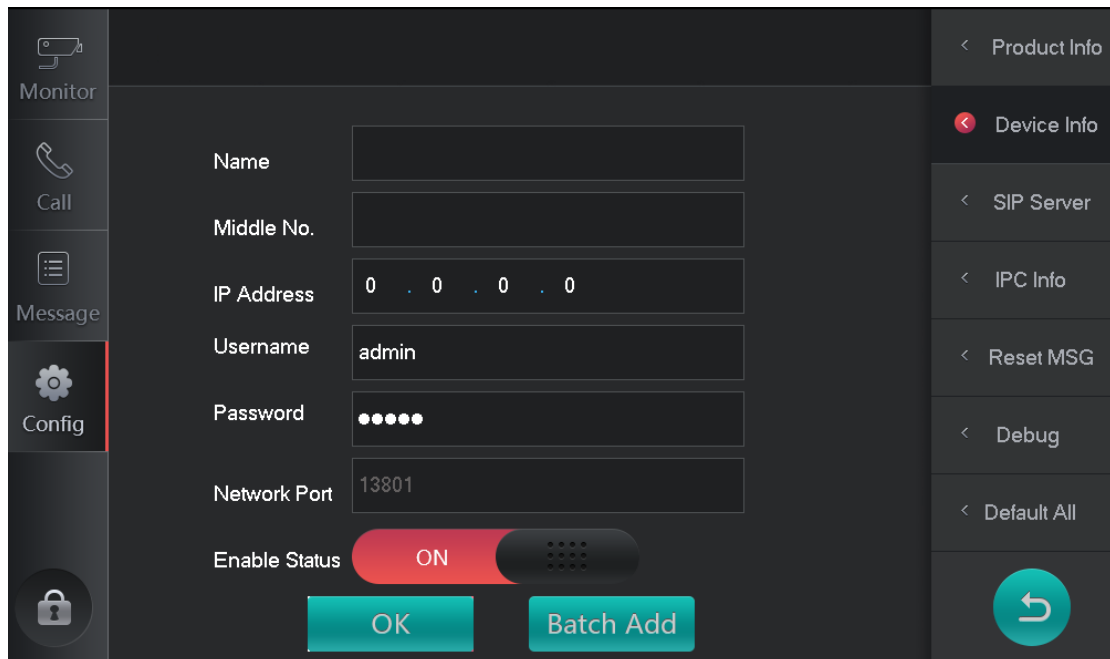 Monitor
Call
Message
Config
Name
Middle No.
IP Address 0 . 0 . 0 . 0
Username admin
Password ●●●●●
Network Port 13801
Enable Status ON
OK Batch Add
Product Info
Device Info
SIP Server
IPC Info
Reset MSG
Debug
Default All